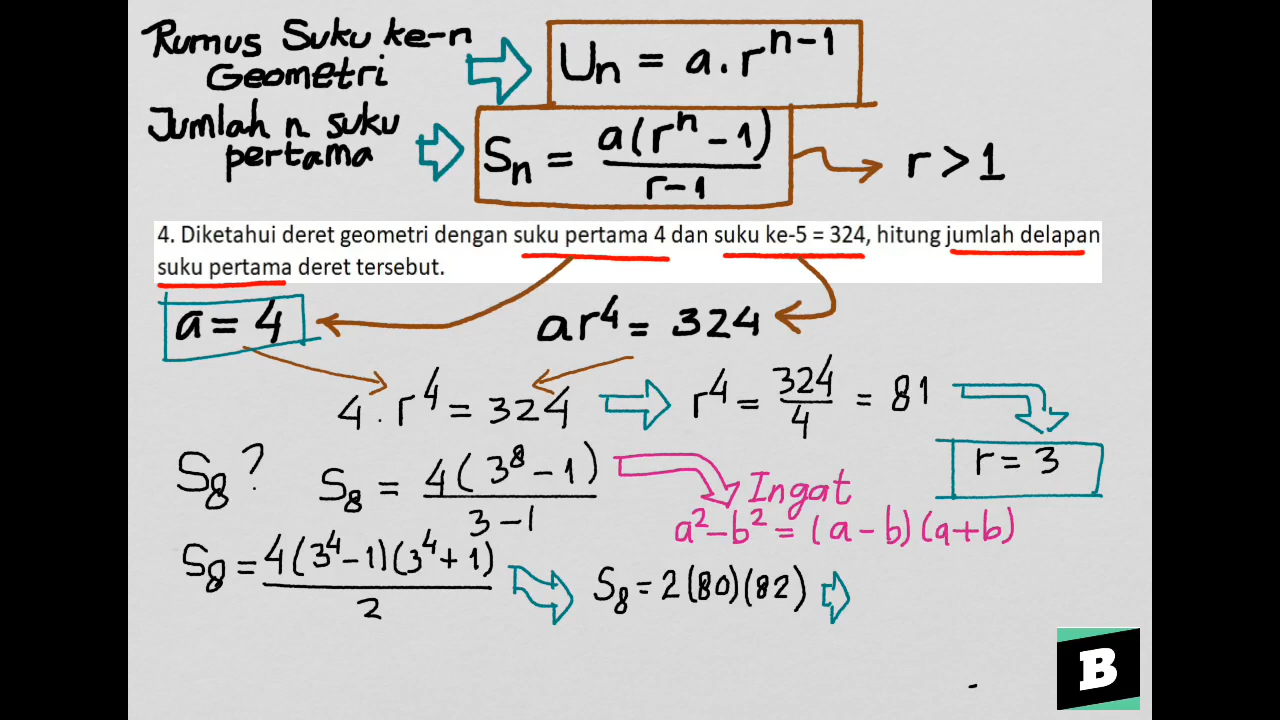 Rumus Suku ke-n Geometri
Un = a . r^(n-1)
Jumlah n suku pertama
Sn = a(r^n - 1) / (r-1)
r > 1
4. Diketahui deret geometri dengan suku pertama 4 dan suku ke-5 = 324, hitung jumlah delapan
suku pertama deret tersebut.
a = 4
ar^4 = 324
4 . r^4 = 324
r^4 = 324/4 = 81
r = 3
S8 ?
S8 = 4(3^8 - 1) / (3-1)
Ingat
a²-b² = (a-b)(a+b)
S8 = 4(3^4-1)(3^4+1) / 2
S8 = 2(80)(82)
B